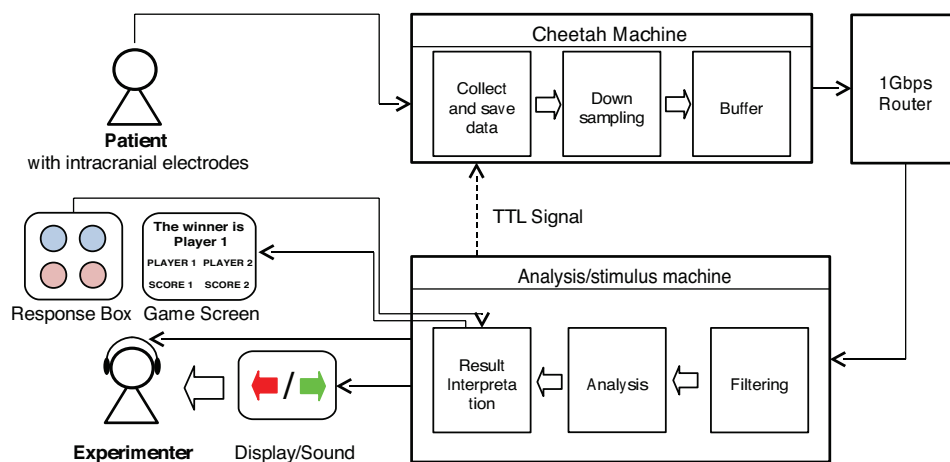 Cheetah Machine
Collect
and save
data
Down
sampling
Buffer
1Gbps
Router
Patient
with intracranial electrodes
TTL Signal
The winner is
Player 1
PLAYER 1 PLAYER 2
SCORE 1 SCORE 2
Response Box
Game Screen
Analysis/stimulus machine
Result
Interpreta
tion
Analysis
Filtering
/
Experimenter
Display/Sound